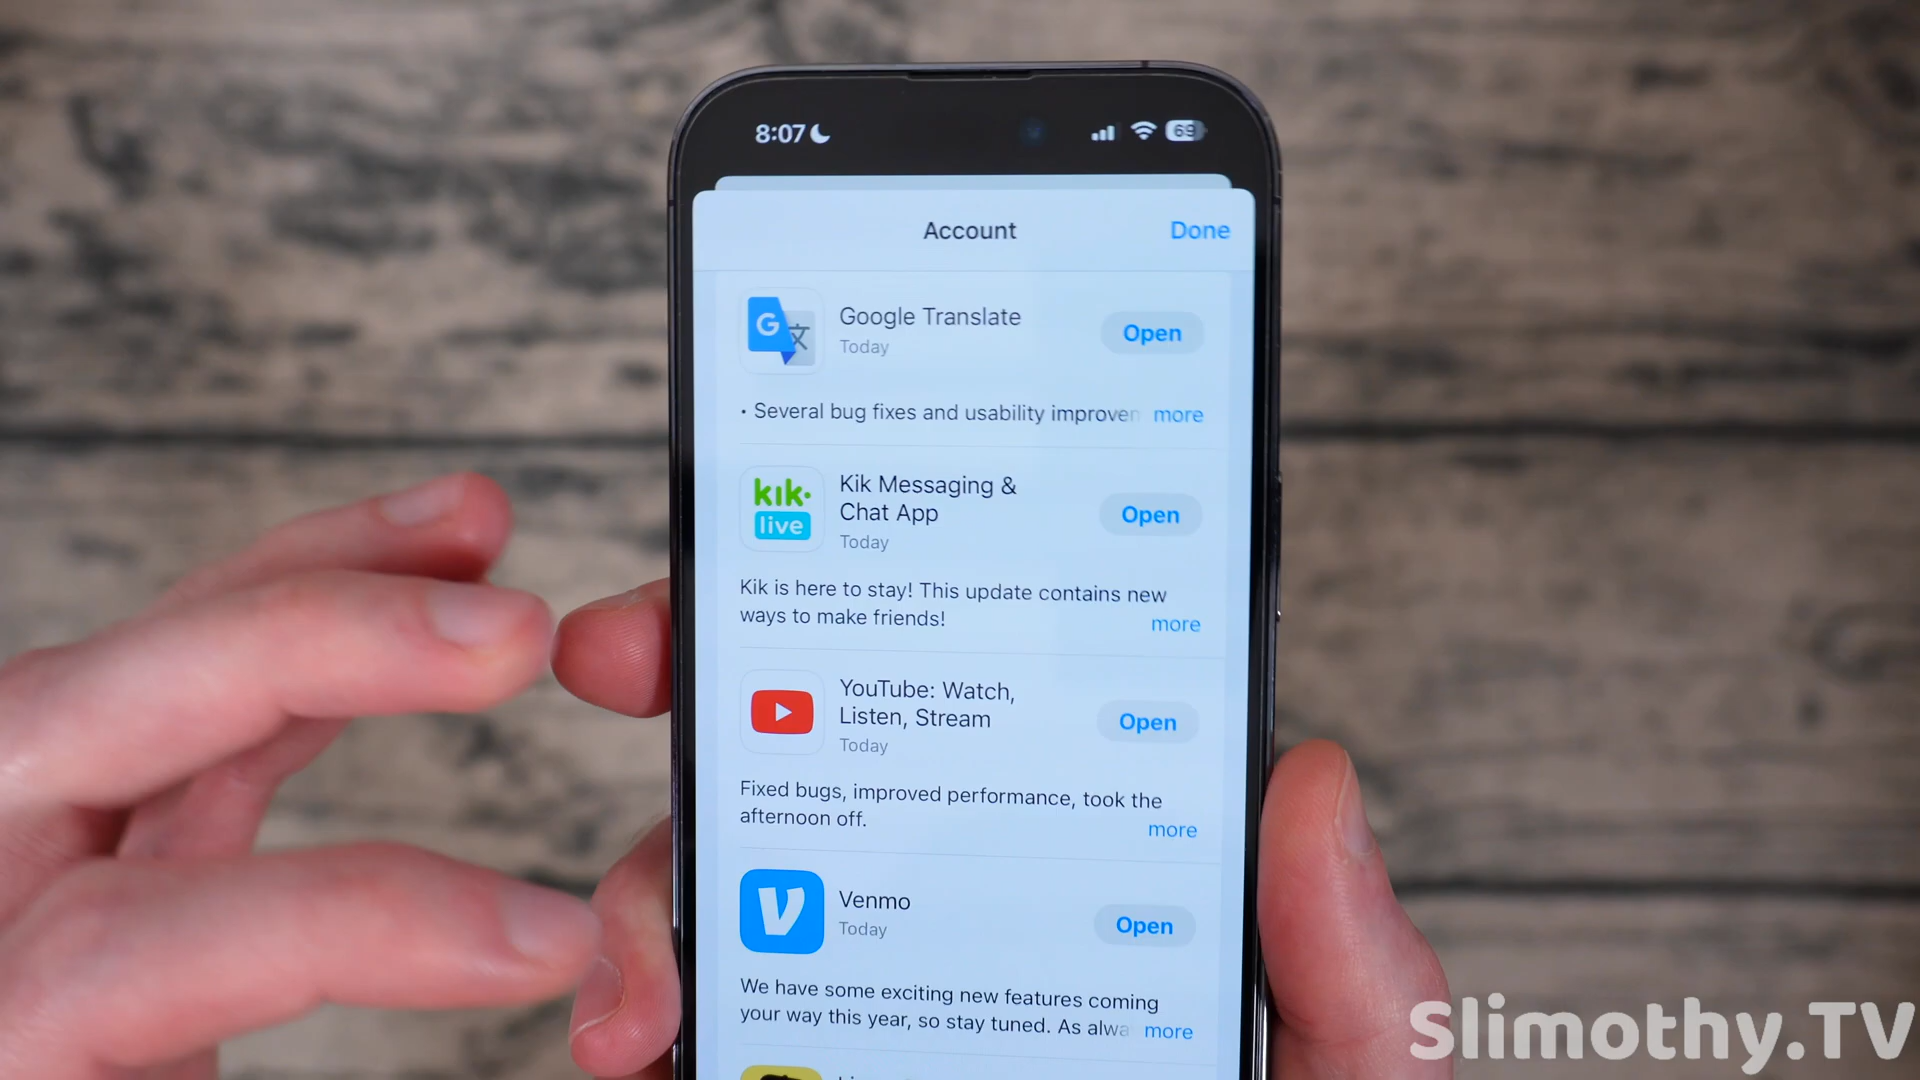 8:07
69
Account
Done
Google Translate
Today
Open
G
• Several bug fixes and usability
more
kik.
live
Kik Messaging &
Chat App
Today
Open
Kik is here to stay! This update contains new
ways to make friends!
more
YouTube: Watch,
Listen, Stream
Today
Open
Fixed bugs, improved performance, took the
afternoon off.
more
V
Venmo
Today
Open
We have some exciting new features coming
your way this year, so stay tuned. As
more
Slimothy.TV